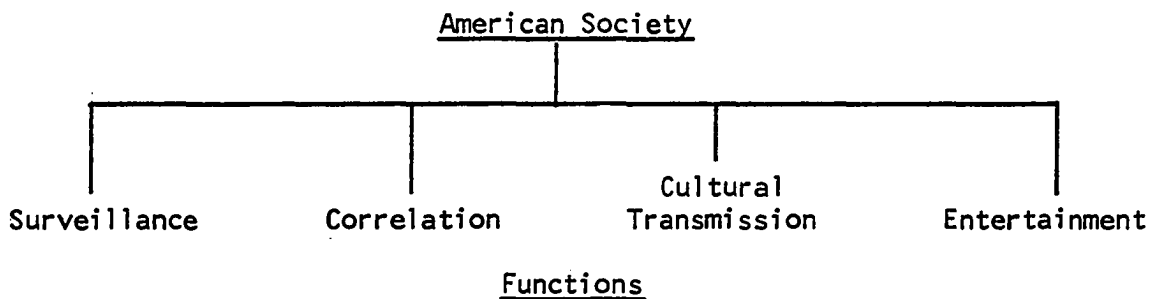 American Society
Surveillance
Correlation
Cultural
Transmission
Entertainment
Functions